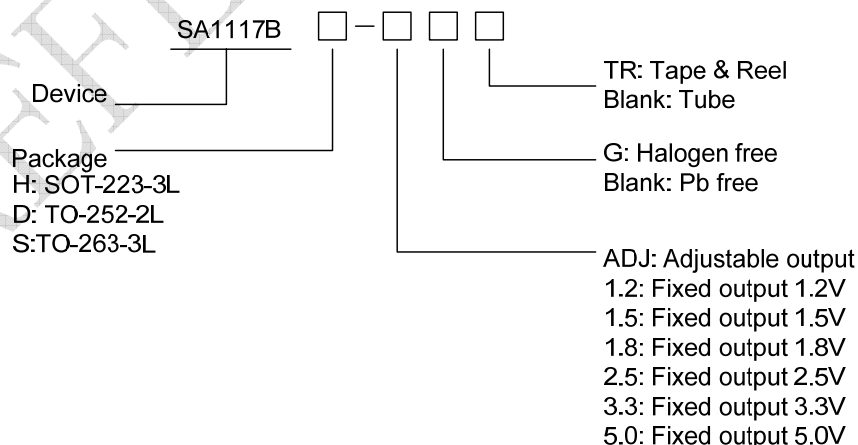 SA1117B □-□□□
Device
Package
H: SOT-223-3L
D: TO-252-2L
S:TO-263-3L
TR: Tape & Reel
Blank: Tube
G: Halogen free
Blank: Pb free
ADJ: Adjustable output
1.2: Fixed output 1.2V
1.5: Fixed output 1.5V
1.8: Fixed output 1.8V
2.5: Fixed output 2.5V
3.3: Fixed output 3.3V
5.0: Fixed output 5.0V